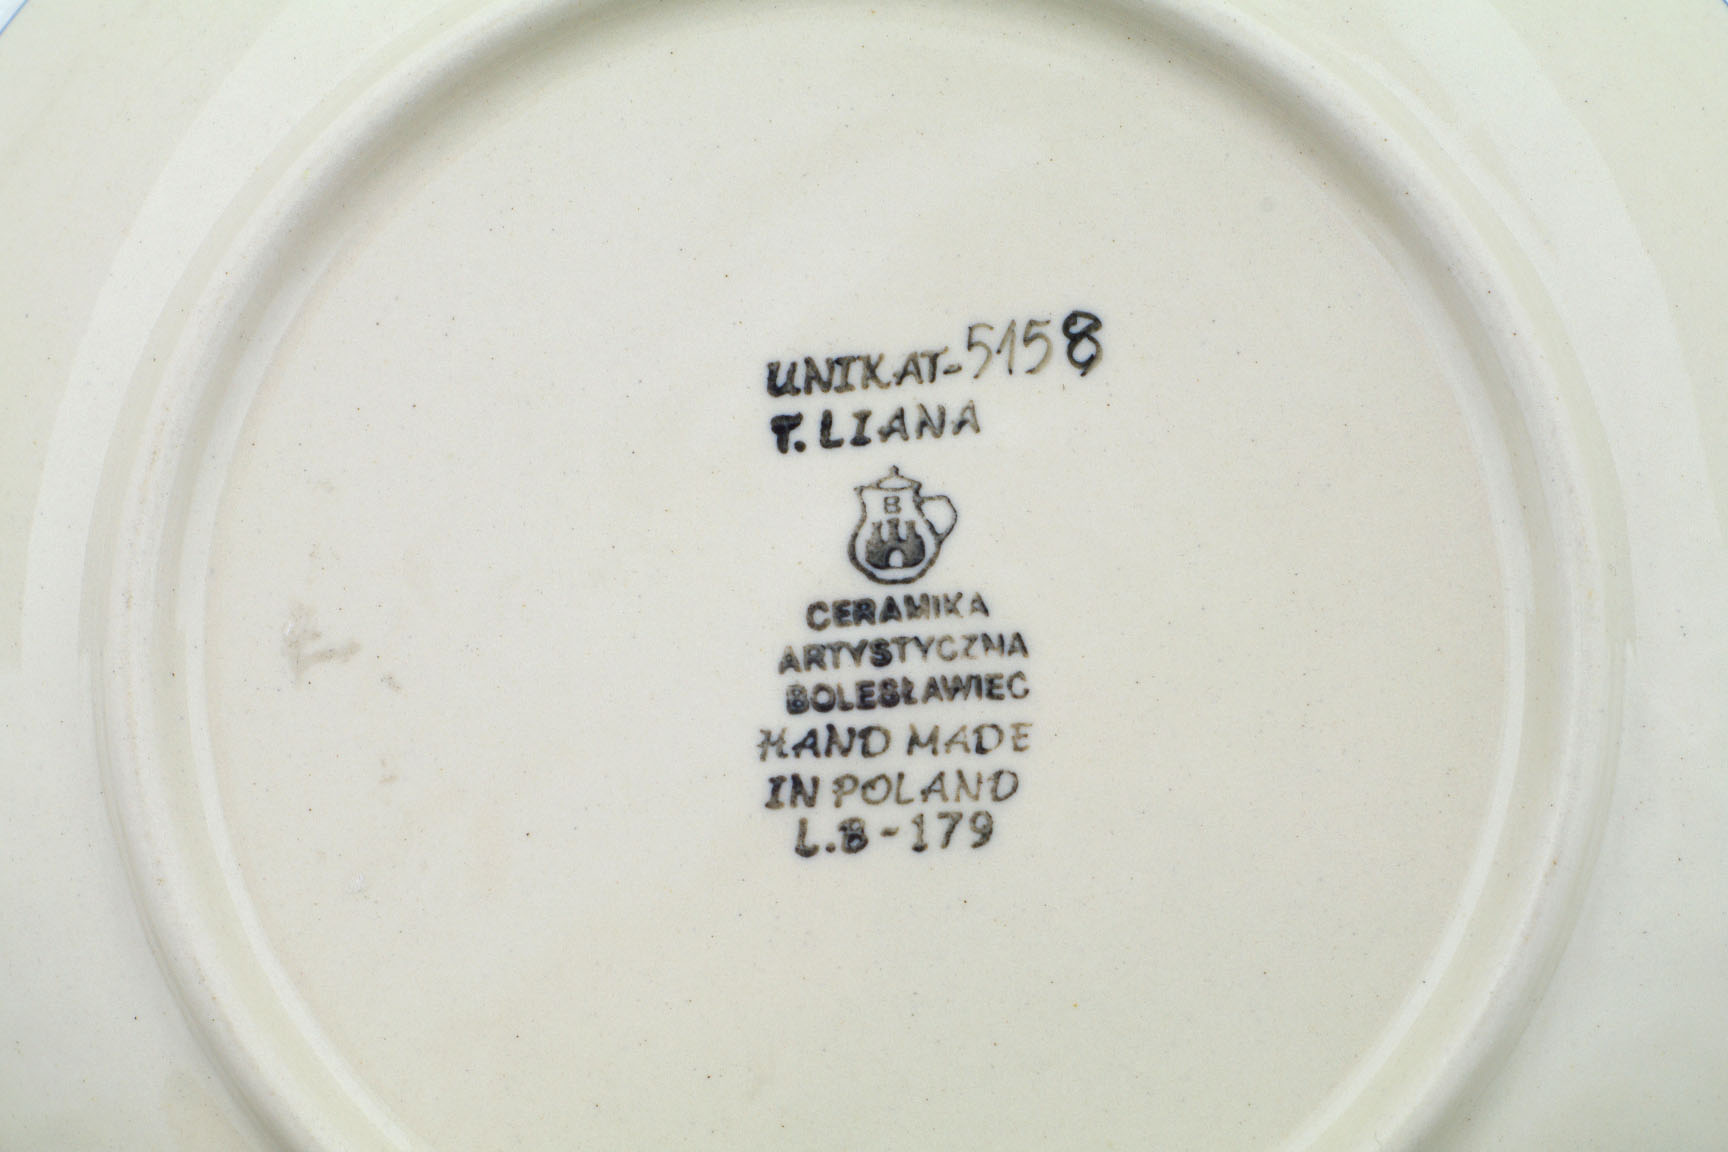 UNIKAT-5158
T. LIANA
B
CERAMIKA
ARTYSTYCZNA
BOLESŁAWIEC
HAND MADE
IN POLAND
L.B-179